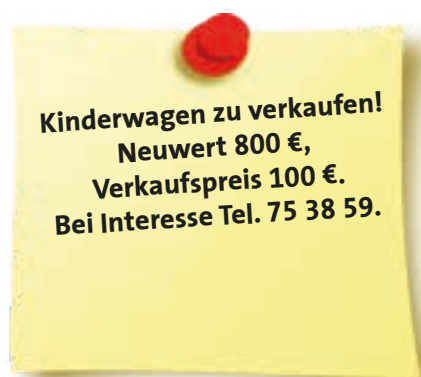 Kinderwagen zu verkaufen!
Neuwert 800 €,
Verkaufspreis 100 €.
Bei Interesse Tel. 75 38 59.